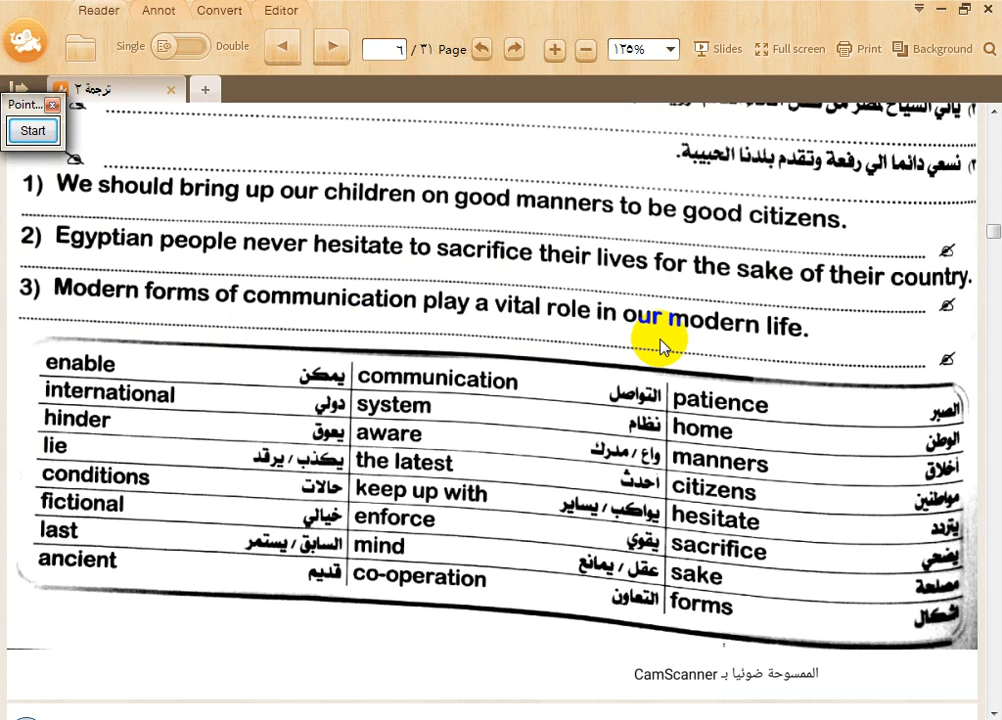 Reader Annot Convert Editor
Single Double ٦ / ٣١ Page ١٢٥% Slides Full screen Print Background
ترجمة ٢
Point...
Start
٢) نسعي دائما الي رفعة وتقدم بلدنا الحبيبة.
1) We should bring up our children on good manners to be good citizens.
2) Egyptian people never hesitate to sacrifice their lives for the sake of their country.
3) Modern forms of communication play a vital role in our modern life.
enable يمكن communication التواصل patience الصبر
international دولي system نظام home الوطن
hinder يعوق aware واع / مدرك manners أخلاق
lie يكذب / يرقد the latest أحدث citizens مواطنين
conditions حالات keep up with يواكب / يساير hesitate يتردد
fictional خيالي enforce يقوي sacrifice يضحي
last السابق / يستمر mind عقل / يمانع sake مصلحة
ancient قديم co-operation التعاون forms اشكال
الممسوحة ضوئيا بـ CamScanner